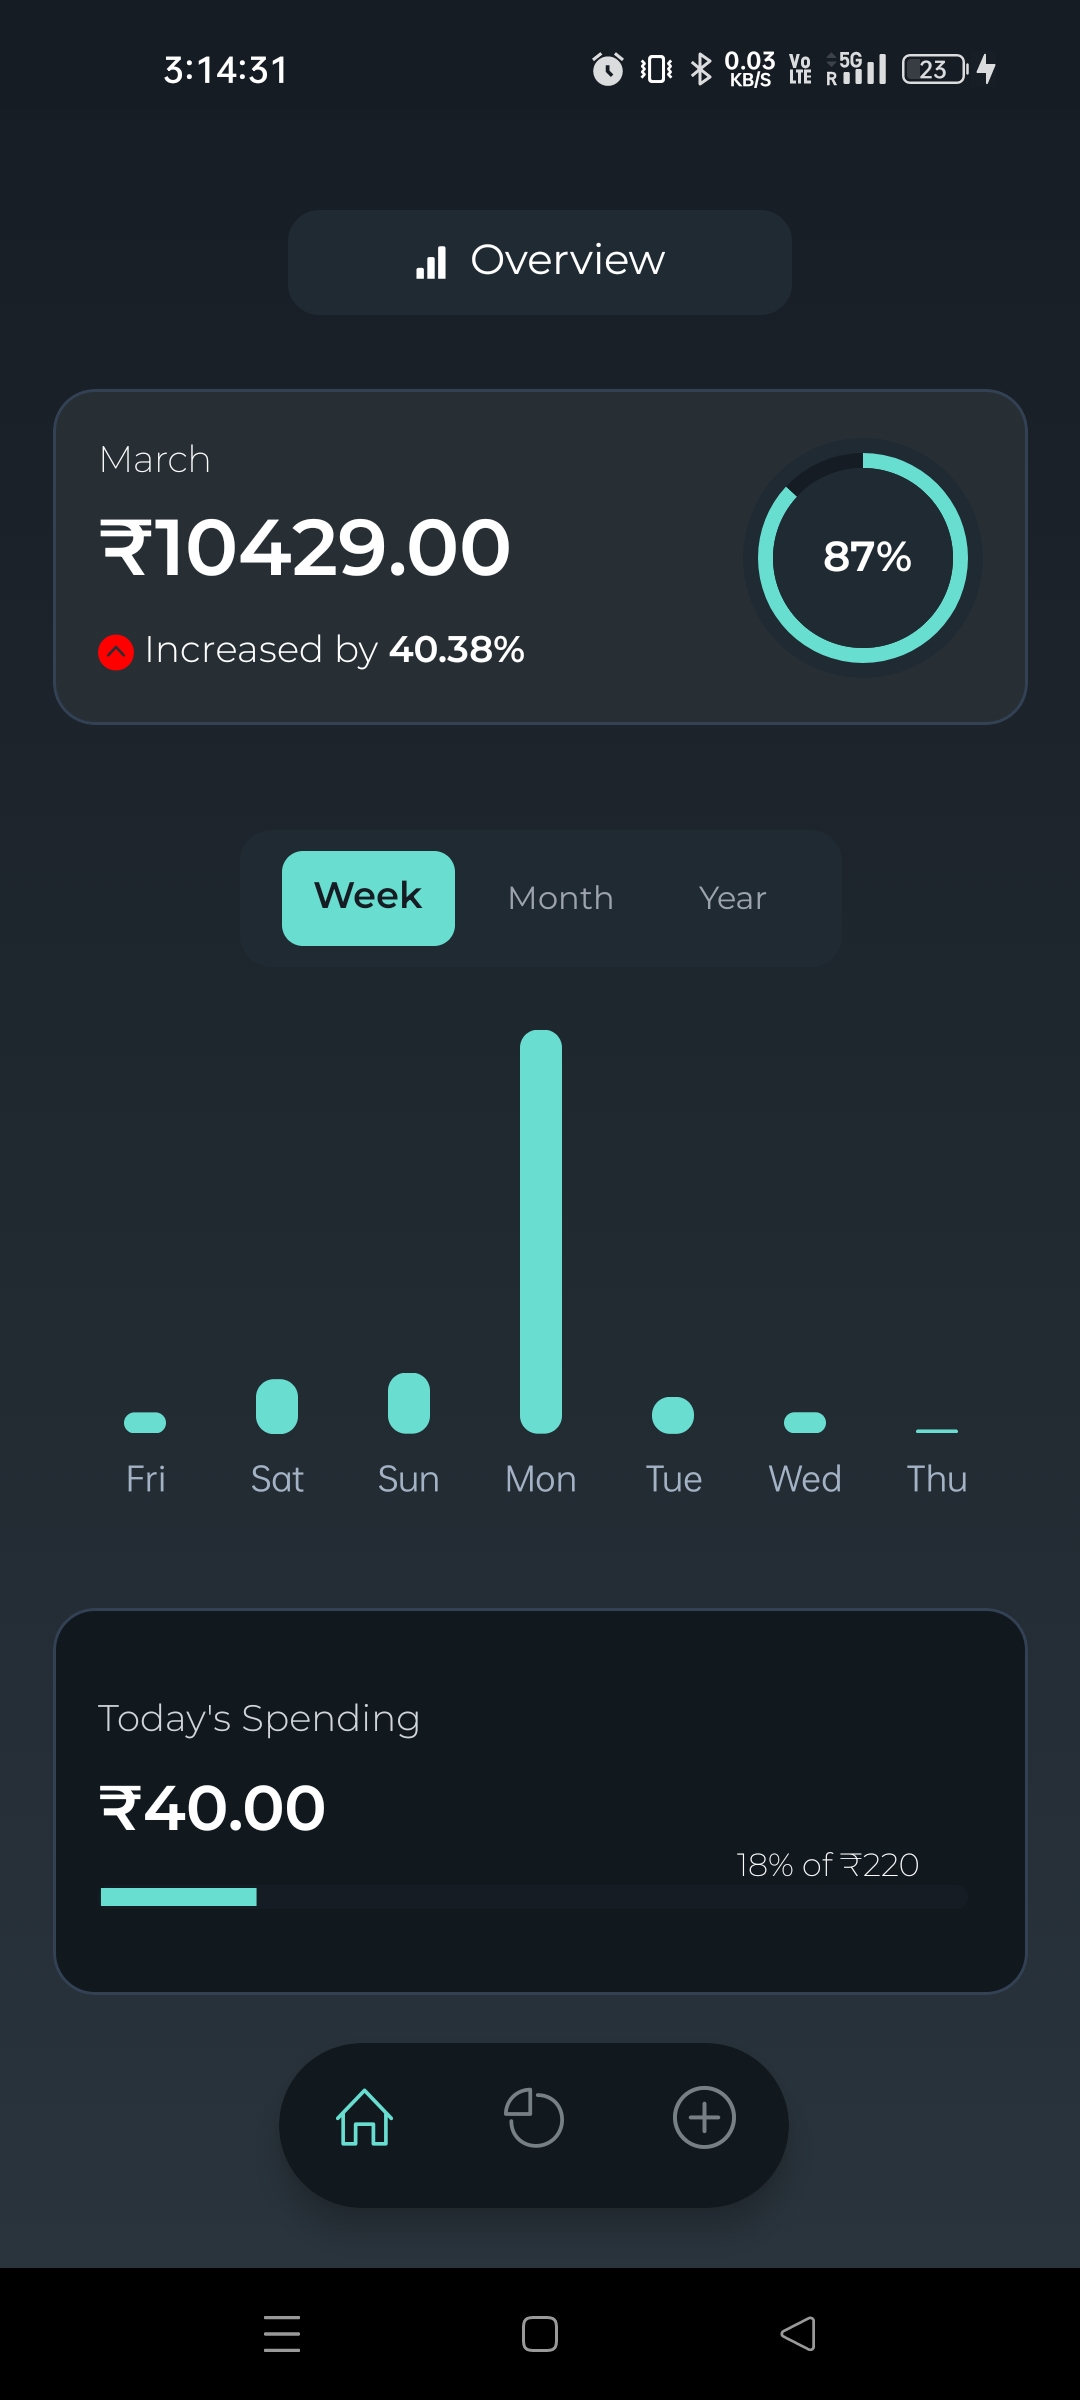 3:14:31
0.03 KB/S Vo LTE R 5G 23
Overview
March
₹10429.00
87%
Increased by 40.38%
Week Month Year
Fri Sat Sun Mon Tue Wed Thu
Today's Spending
₹40.00
18% of ₹220